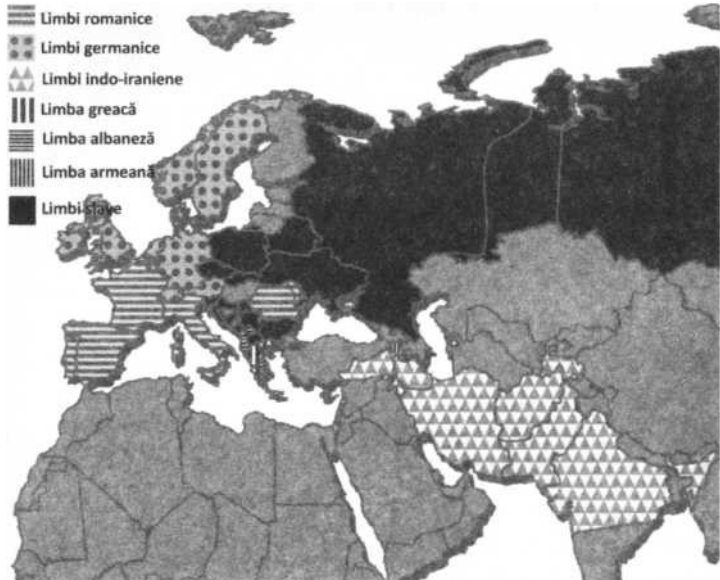 Limbi romanice
Limbi germanice
Limbi indo-iraniene
Limba greacă
Limba albaneză
Limba armeană
Limbi slave